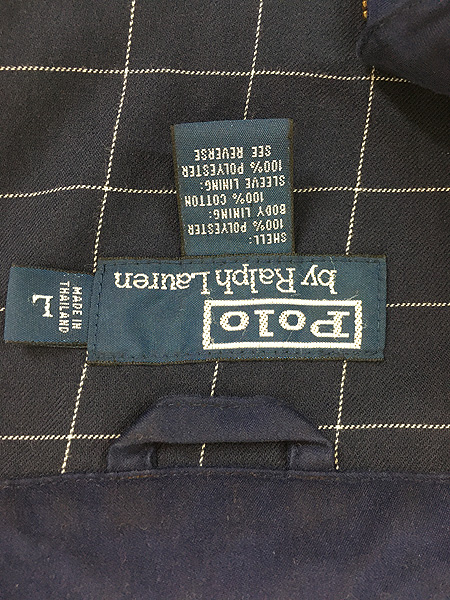 Polo
by Ralph Lauren
L
MADE IN
THAILAND
SHELL:
100% POLYESTER
BODY LINING:
100% COTTON
SLEEVE LINING:
100% POLYESTER
SEE REVERSE